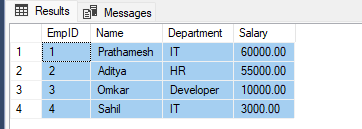 Results Messages
EmpID Name Department Salary
1 1 Prathamesh IT 60000.00
2 2 Aditya HR 55000.00
3 3 Omkar Developer 10000.00
4 4 Sahil IT 3000.00